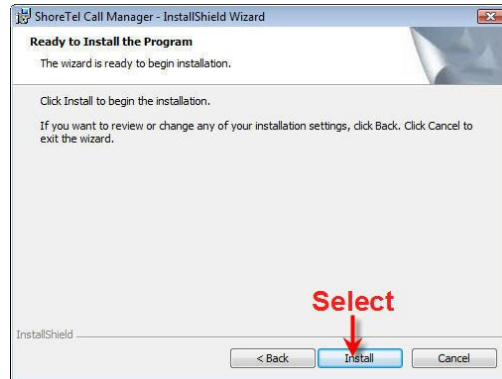 ShoreTel Call Manager - InstallShield Wizard
Ready to Install the Program
The wizard is ready to begin installation.
Click Install to begin the installation.
If you want to review or change any of your installation settings, click Back. Click Cancel to
exit the wizard.
Select
InstallShield
< Back Install Cancel